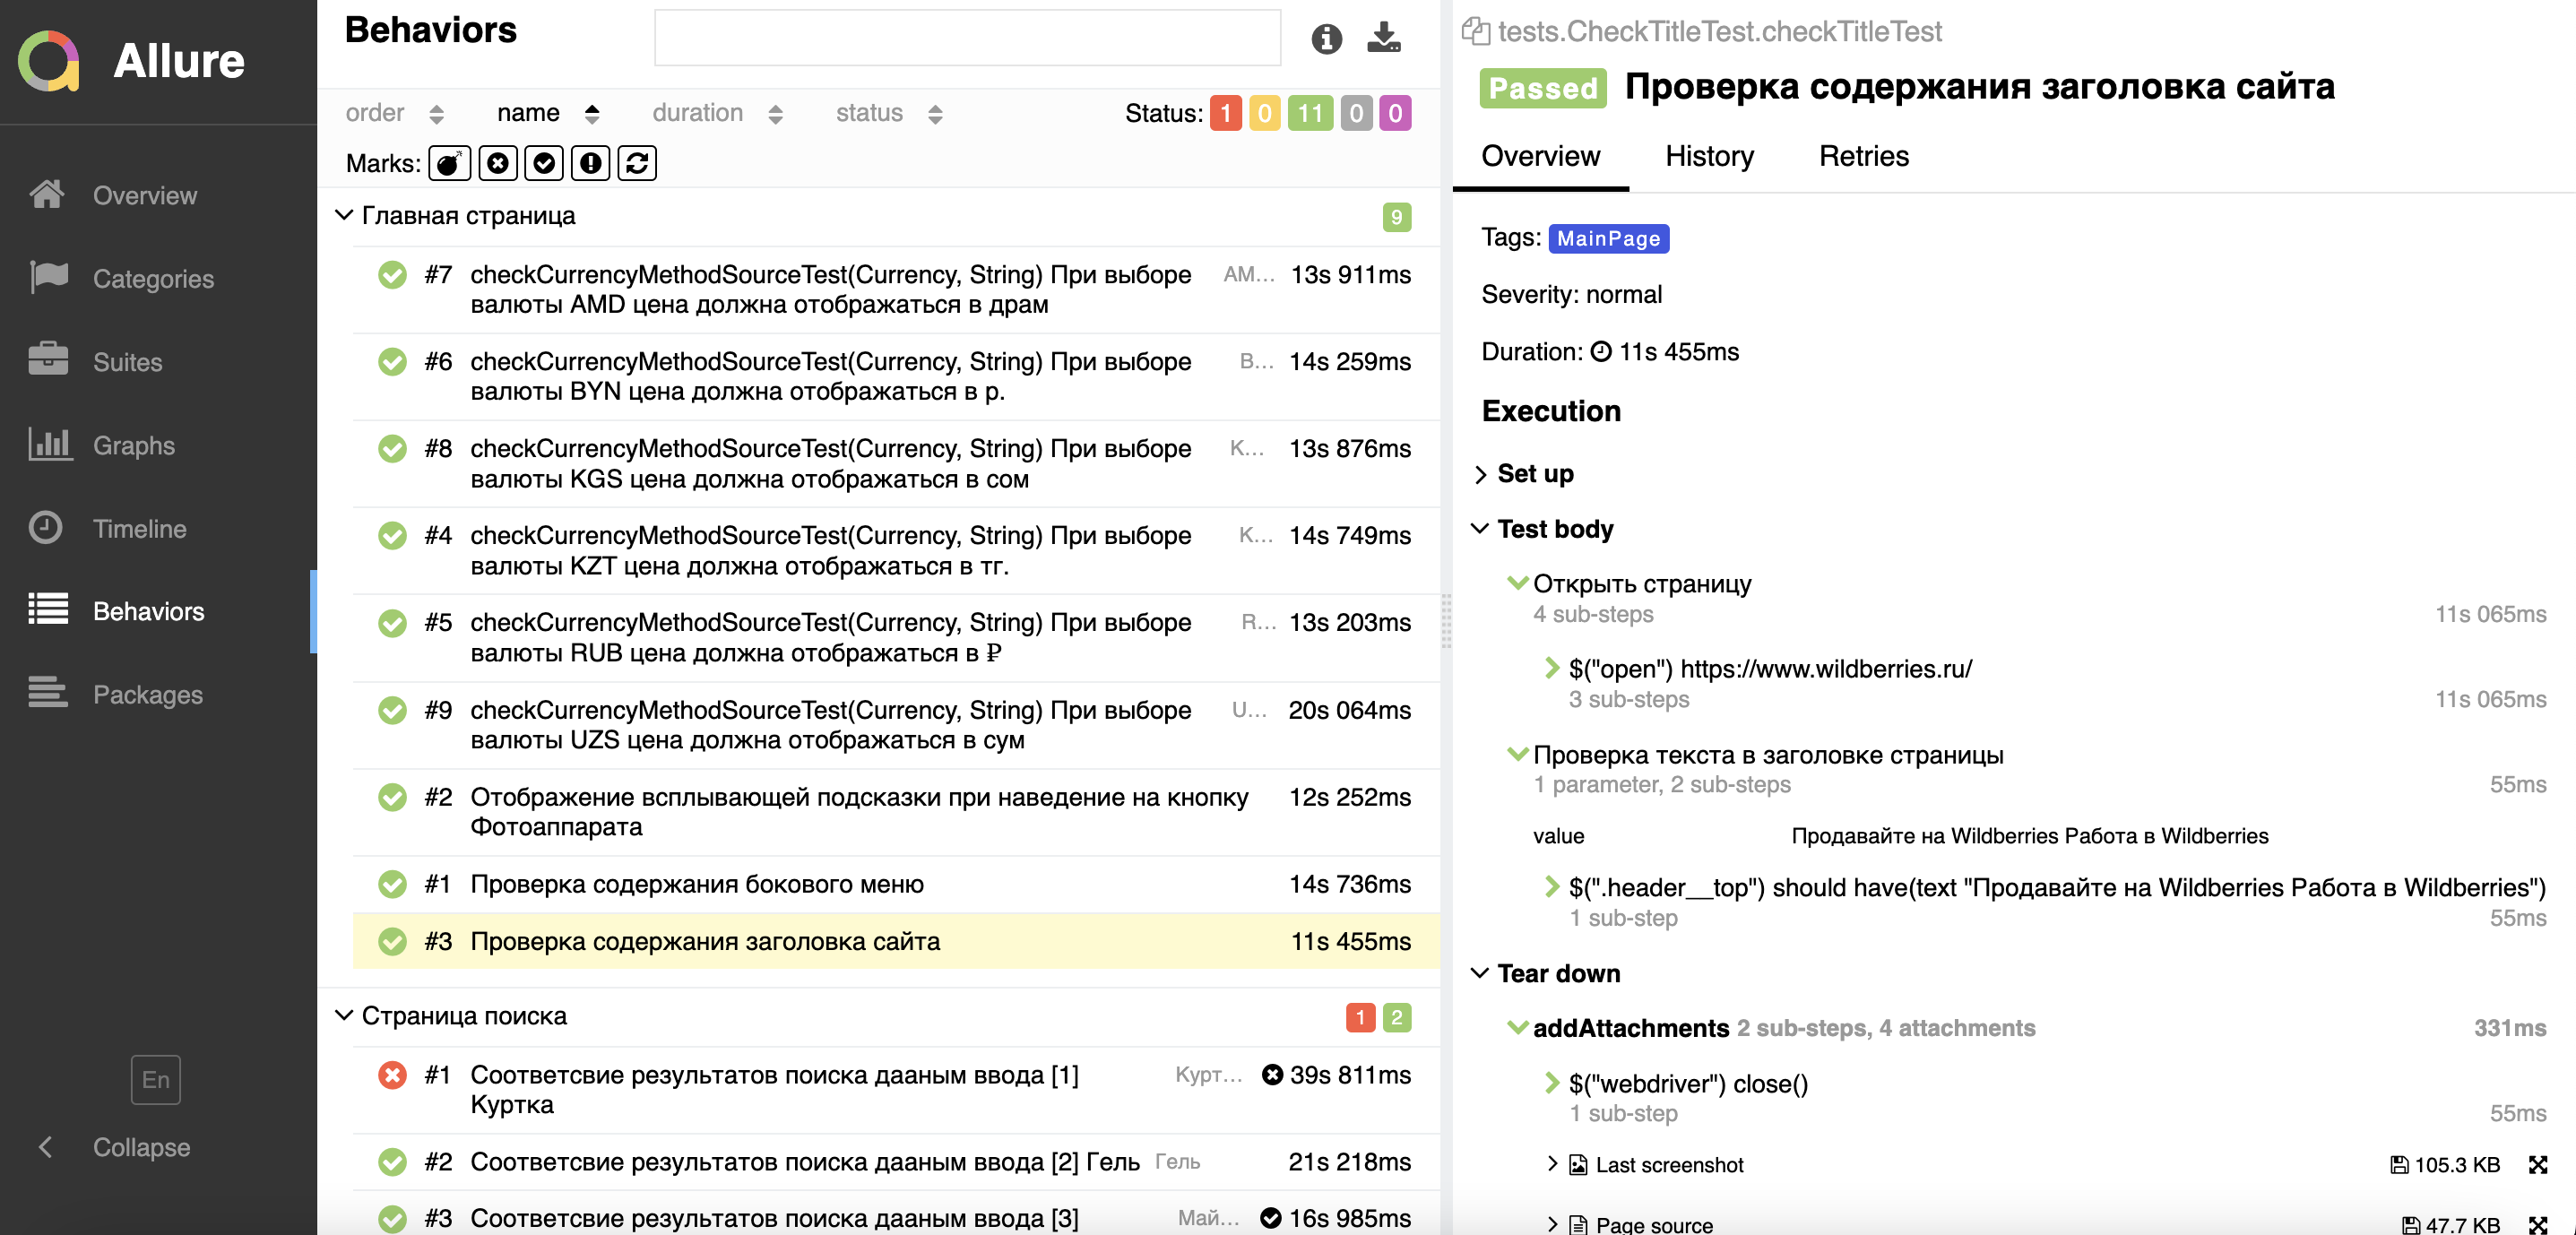 Allure
Overview
Categories
Suites
Graphs
Timeline
Behaviors
Packages
En
Collapse
Behaviors
order name duration status Status: 1 0 11 0 0
Marks:
Главная страница 9
#7 checkCurrencyMethodSourceTest(Currency, String) При выборе AM... 13s 911ms
валюты AMD цена должна отображаться в драм
#6 checkCurrencyMethodSourceTest(Currency, String) При выборе B... 14s 259ms
валюты BYN цена должна отображаться в р.
#8 checkCurrencyMethodSourceTest(Currency, String) При выборе K... 13s 876ms
валюты KGS цена должна отображаться в сом
#4 checkCurrencyMethodSourceTest(Currency, String) При выборе K... 14s 749ms
валюты KZT цена должна отображаться в тг.
#5 checkCurrencyMethodSourceTest(Currency, String) При выборе R... 13s 203ms
валюты RUB цена должна отображаться в ₽
#9 checkCurrencyMethodSourceTest(Currency, String) При выборе U... 20s 064ms
валюты UZS цена должна отображаться в сум
#2 Отображение всплывающей подсказки при наведение на кнопку 12s 252ms
Фотоаппарата
#1 Проверка содержания бокового меню 14s 736ms
#3 Проверка содержания заголовка сайта 11s 455ms
Страница поиска 1 2
#1 Соответсвие результатов поиска дааным ввода [1] Курт... 39s 811ms
Куртка
#2 Соответсвие результатов поиска дааным ввода [2] Гель Гель 21s 218ms
#3 Соответсвие результатов поиска дааным ввода [3] Май... 16s 985ms
tests.CheckTitleTest.checkTitleTest
Passed Проверка содержания заголовка сайта
Overview History Retries
Tags: MainPage
Severity: normal
Duration: 11s 455ms
Execution
Set up
Test body
Открыть страницу
4 sub-steps 11s 065ms
$("open") https://www.wildberries.ru/
3 sub-steps 11s 065ms
Проверка текста в заголовке страницы
1 parameter, 2 sub-steps 55ms
value Продавайте на Wildberries Работа в Wildberries
$(".header__top") should have(text "Продавайте на Wildberries Работа в Wildberries")
1 sub-step 55ms
Tear down
addAttachments 2 sub-steps, 4 attachments 331ms
$("webdriver") close()
1 sub-step 55ms
Last screenshot 105.3 KB
Page source 47.7 KB